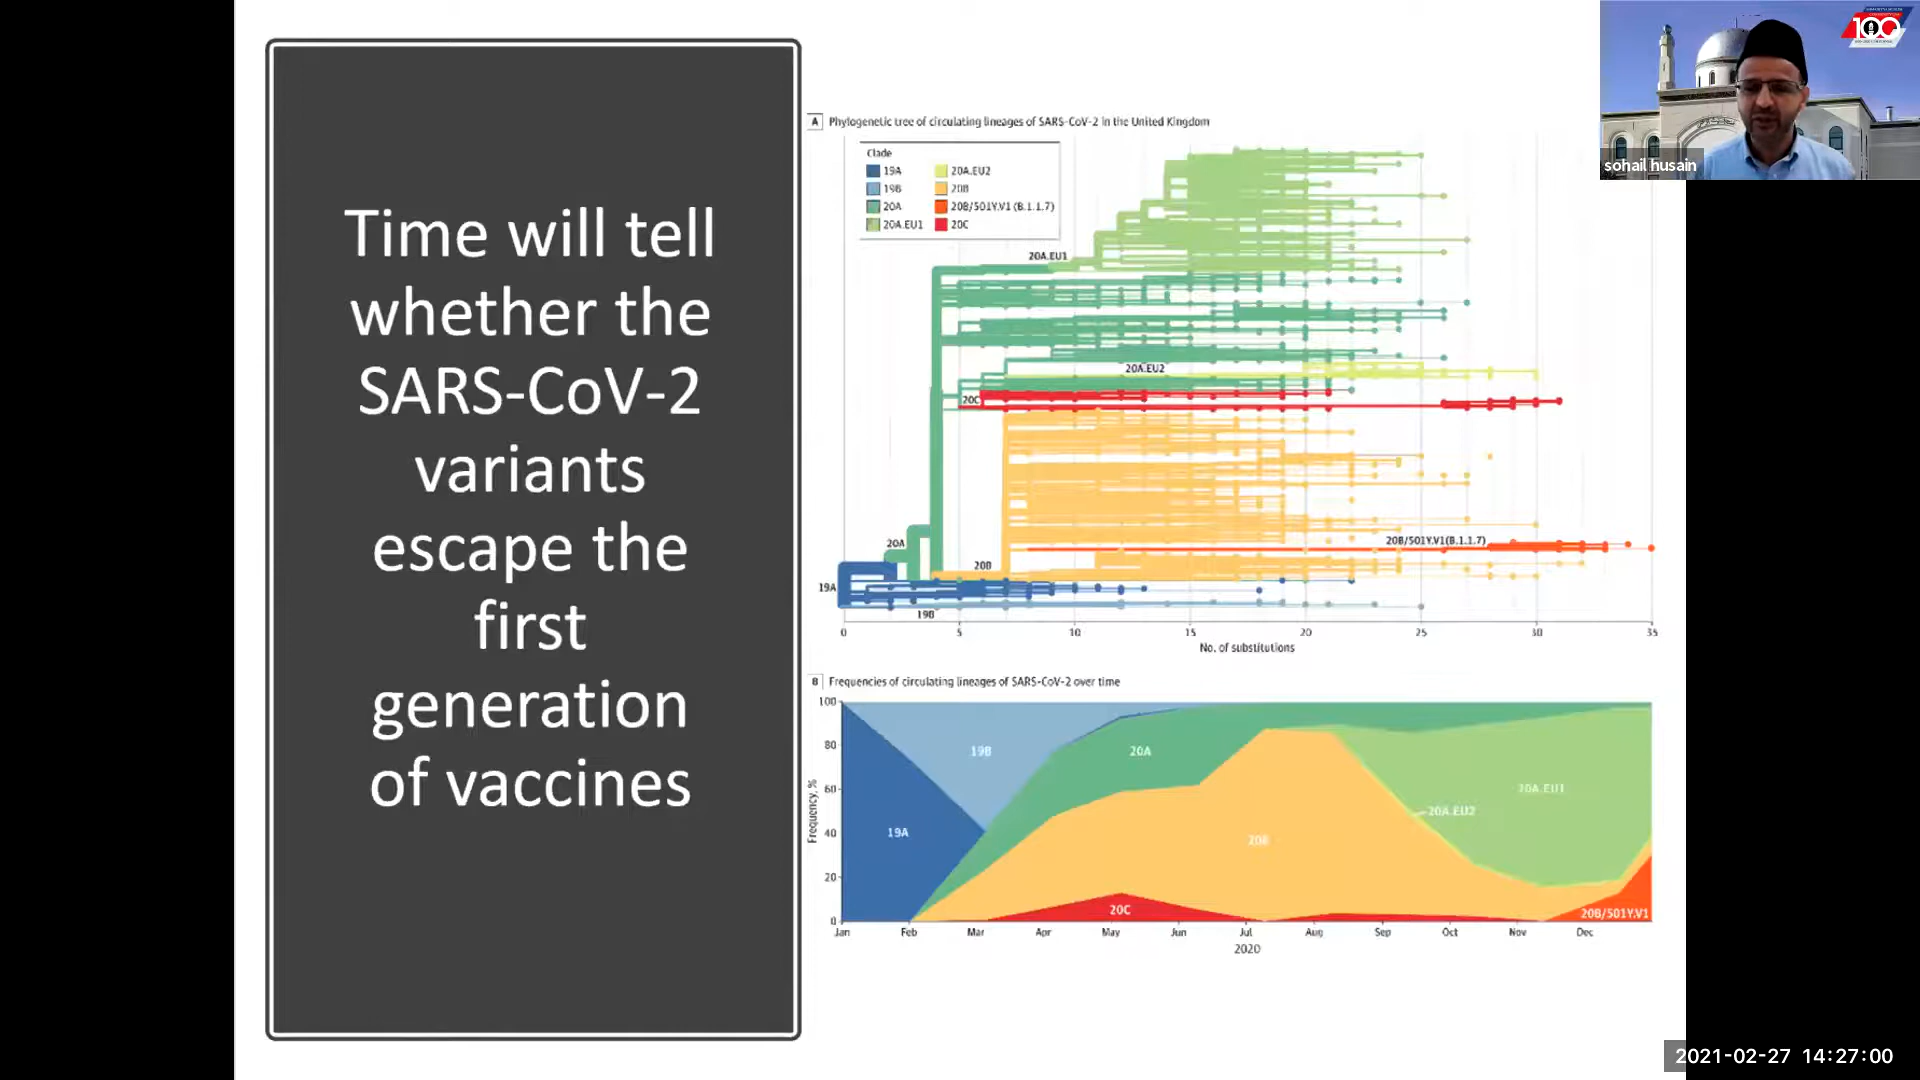 Time will tell
whether the
SARS-CoV-2
variants
escape the
first
generation
of vaccines
A Phylogenetic tree of circulating lineages of SARS-CoV-2 in the United Kingdom
Clade
19A
19B
20A
20A.EU1
20A.EU2
20B
20B/501Y.V1 (B.1.1.7)
20C
20A.EU1
20A.EU2
20C
20B/501Y.V1(B.1.1.7)
20A
20B
19A
19B
0 5 10 15 20 25 30 35
No. of substitutions
B Frequencies of circulating lineages of SARS-CoV-2 over time
100
80
60
40
20
0
Frequency, %
19B
20A
20A.EU1
20A.EU2
19A
20B
20C
20B/501Y.V1
Jan Feb Mar Apr May Jun Jul Aug Sep Oct Nov Dec
2020
100
sohail husain
2021-02-27 14:27:00